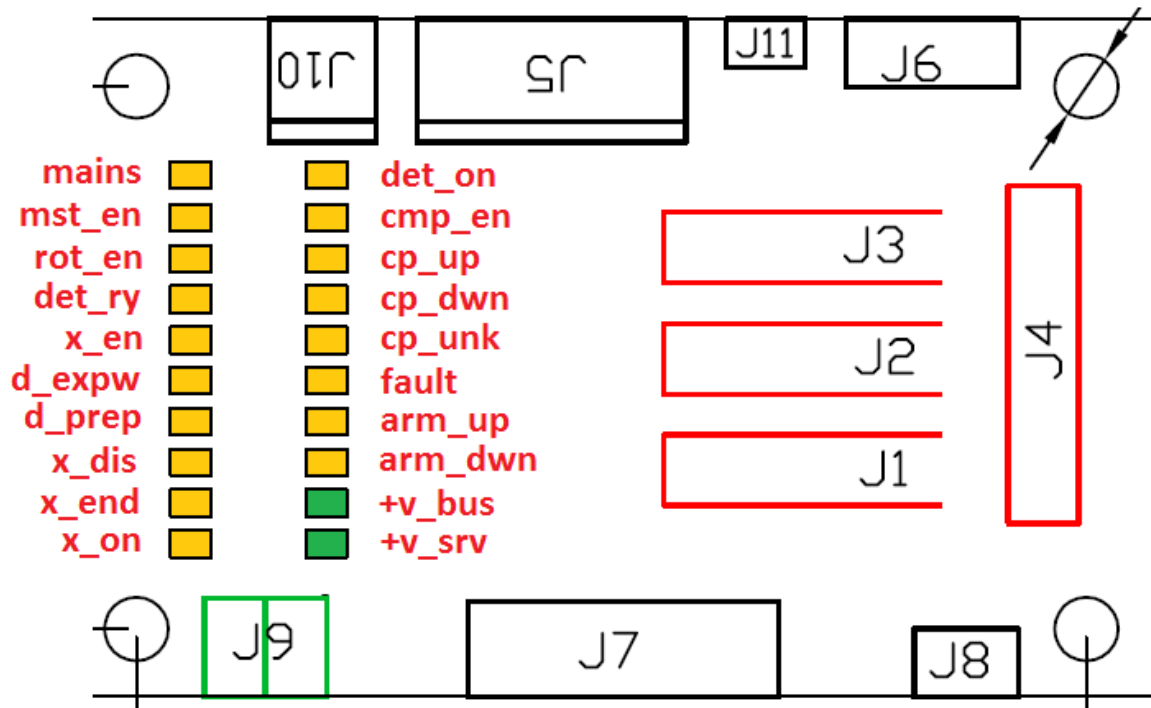 J10
J5
J11
J6
mains
det_on
mst_en
cmp_en
rot_en
cp_up
J3
det_ry
cp_dwn
x_en
cp_unk
J2
J4
d_expw
fault
d_prep
arm_up
x_dis
arm_dwn
J1
x_end
+v_bus
x_on
+v_srv
J9
J7
J8